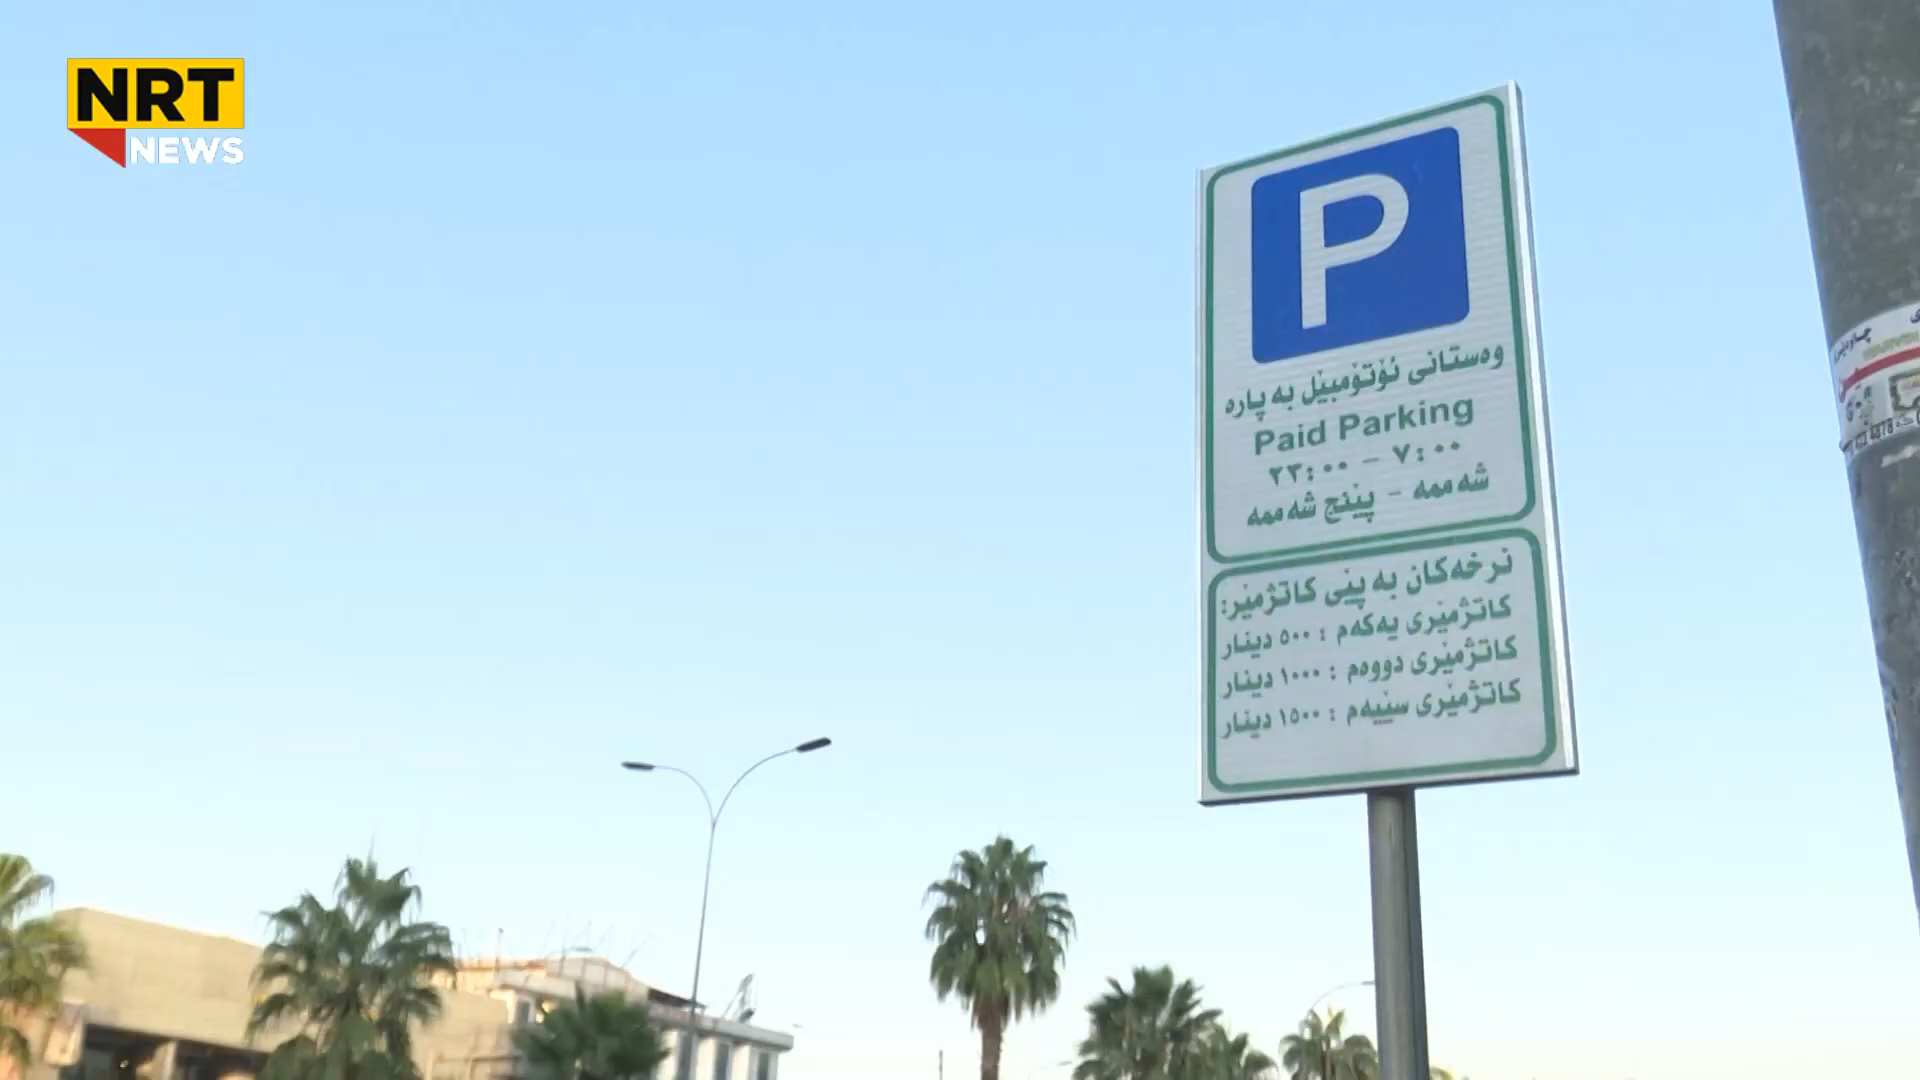 NRT
NEWS
P
وەستانی ئۆتۆمبێل بە پارە
Paid Parking
٧:٠٠ – ٢٣:٠٠
شەممە – پێنج شەممە
نرخەکان بە پێی کاتژمێر:
کاتژمێری یەکەم : ٥٠٠ دینار
کاتژمێری دووەم : ١٠٠٠ دینار
کاتژمێری سێیەم : ١٥٠٠ دینار